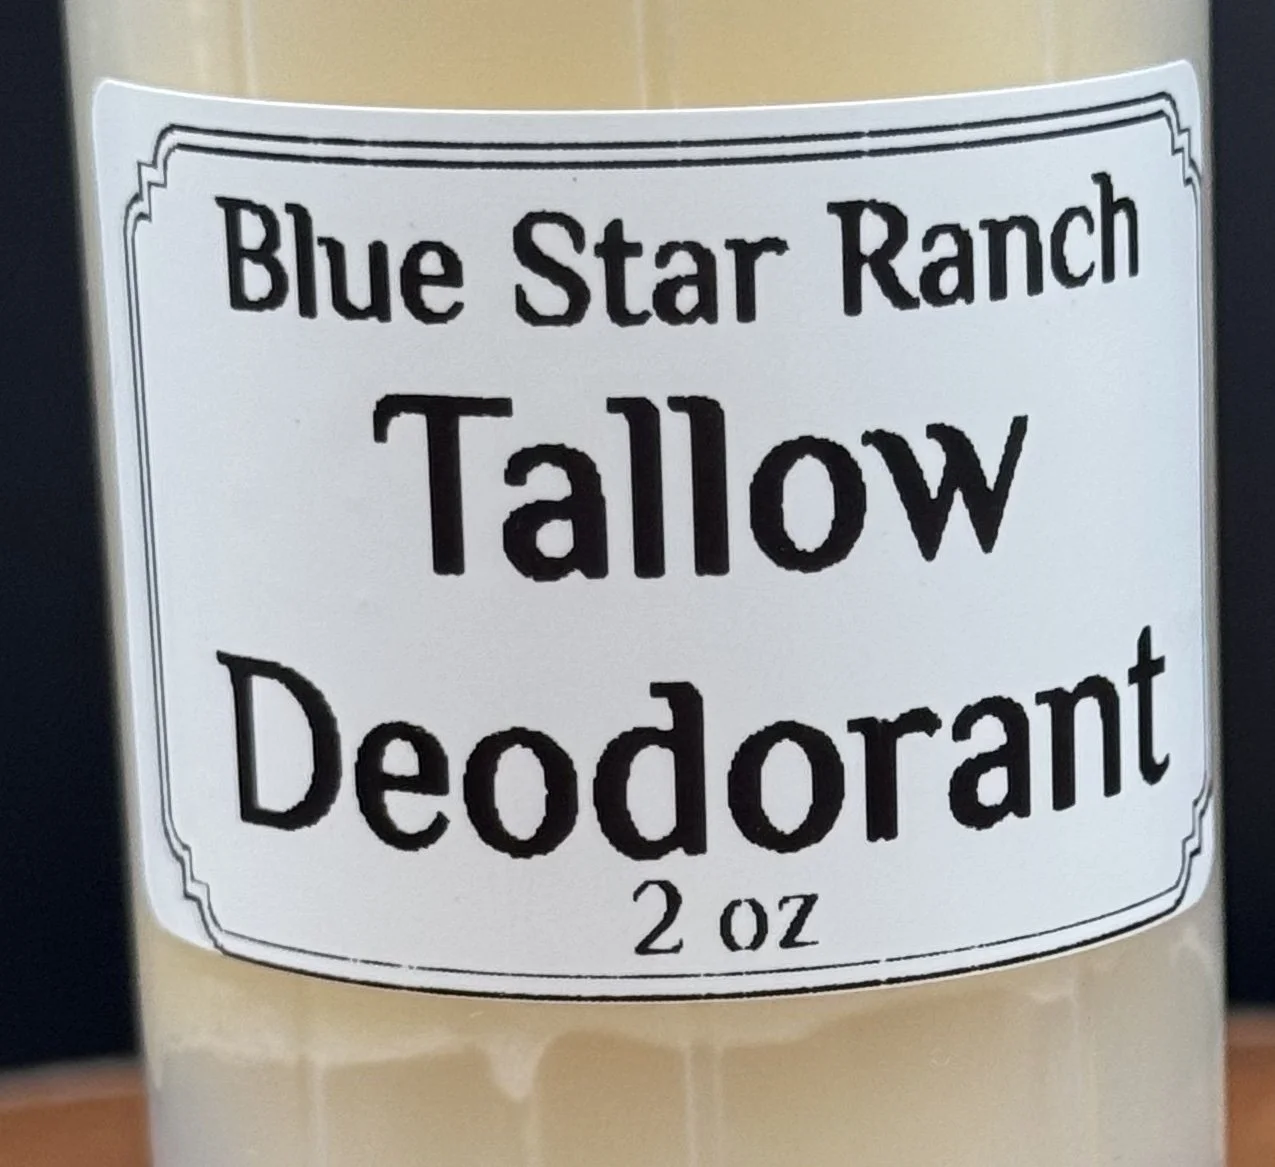 Blue Star Ranch
Tallow
Deodorant
2 oz